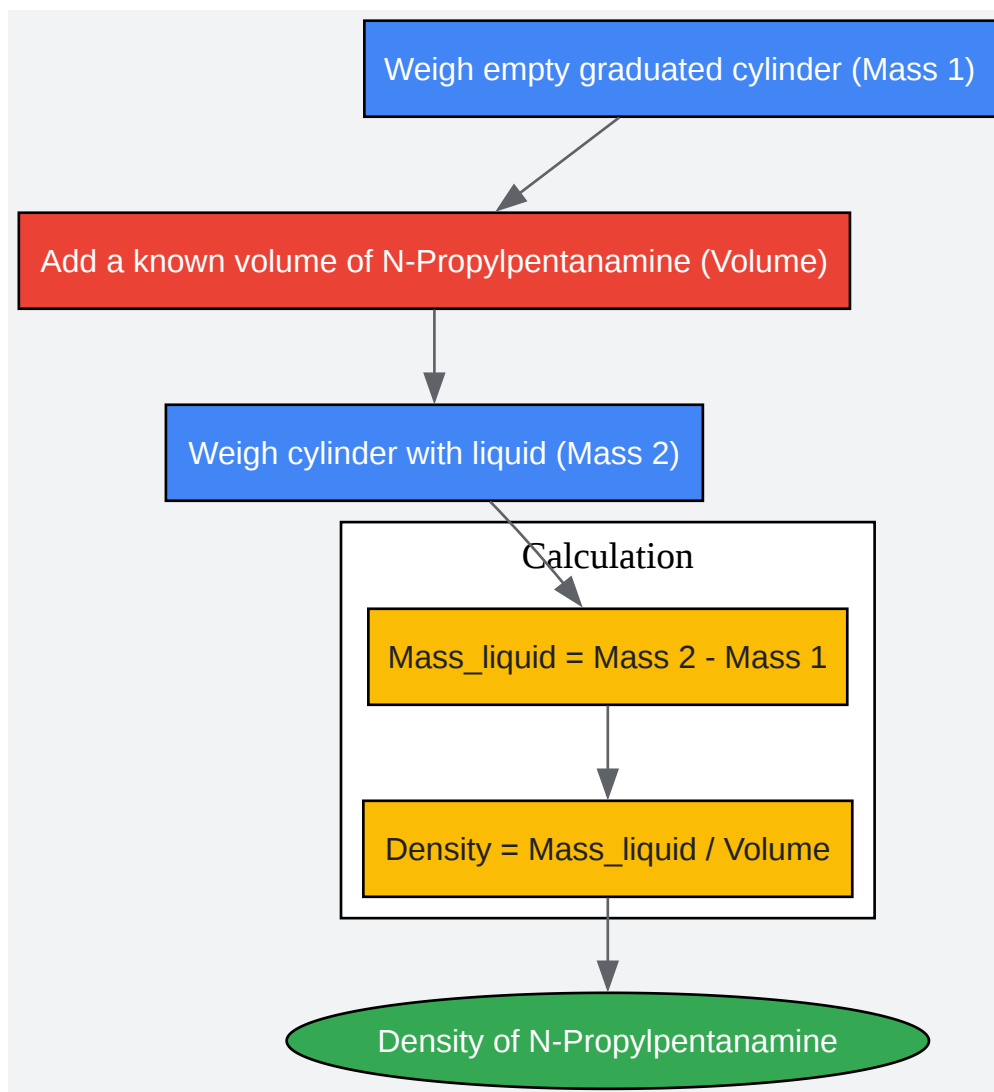 Weigh empty graduated cylinder (Mass 1)
Add a known volume of N-Propylpentanamine (Volume)
Weigh cylinder with liquid (Mass 2)
Calculation
Mass_liquid = Mass 2 - Mass 1
Density = Mass_liquid / Volume
Density of N-Propylpentanamine